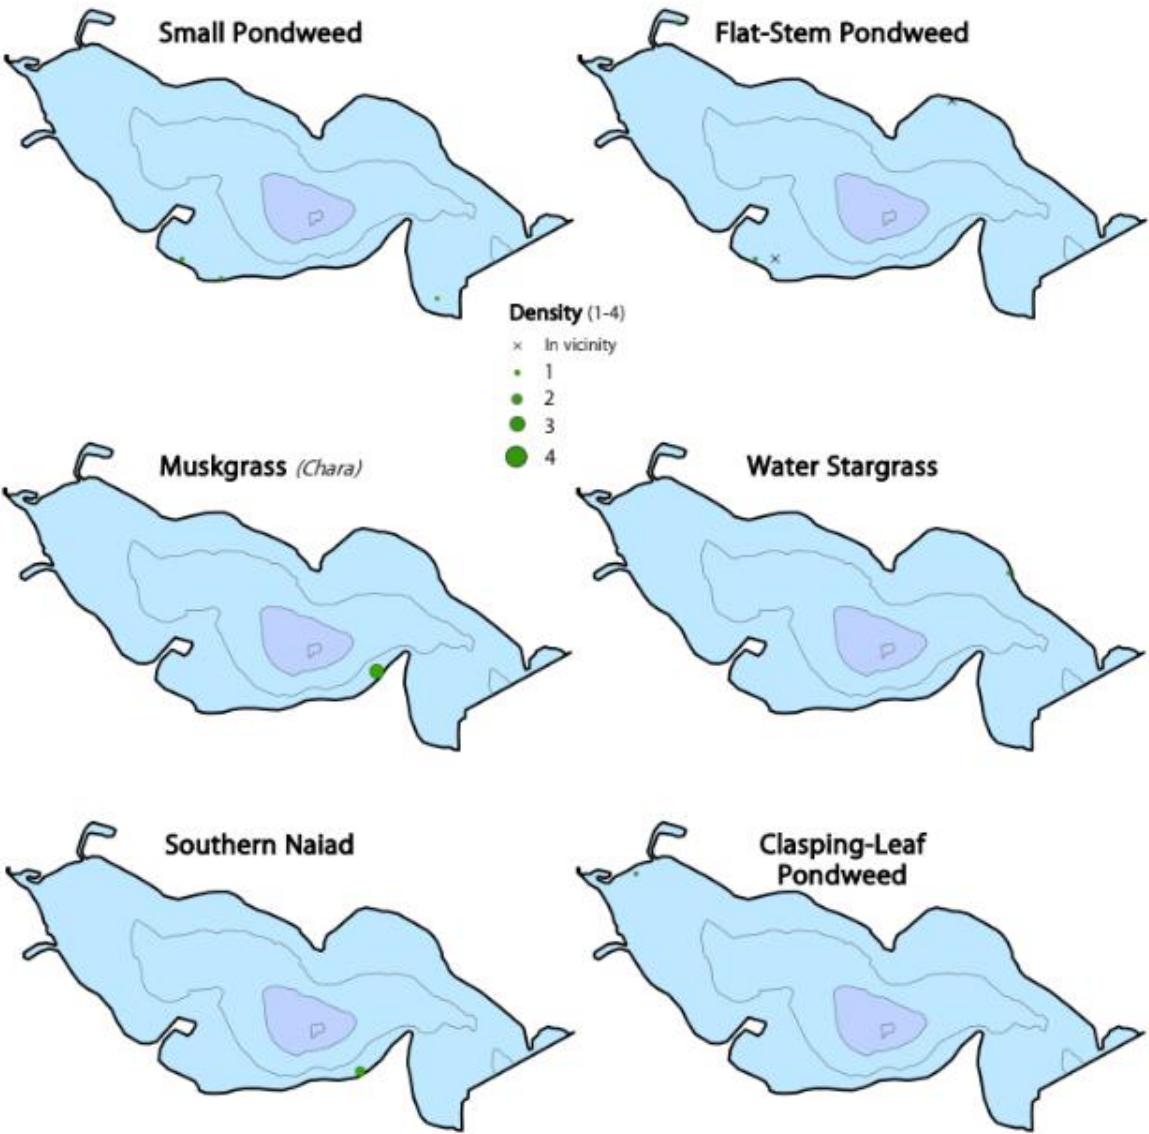 Small Pondweed
Flat-Stem Pondweed
Density (1-4)
In vicinity
1
2
3
4
Muskgrass (Chara)
Water Stargrass
Southern Naiad
Clasping-Leaf
Pondweed